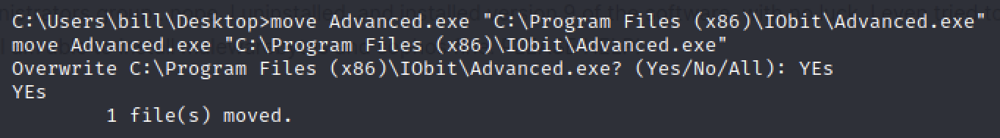 C:\Users\bill\Desktop>move Advanced.exe "C:\Program Files (x86)\IObit\Advanced.exe"
move Advanced.exe "C:\Program Files (x86)\IObit\Advanced.exe"
Overwrite C:\Program Files (x86)\IObit\Advanced.exe? (Yes/No/All): YEs
YEs
        1 file(s) moved.